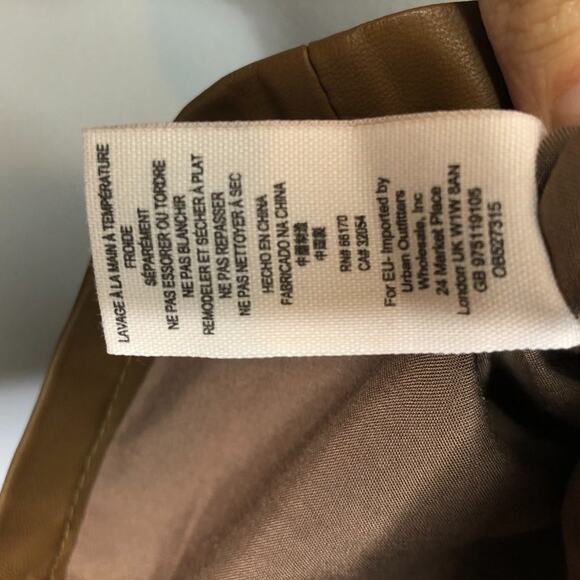 LAVAGE À LA MAIN À TEMPÉRATURE
FROIDE
SÉPARÉMENT
NE PAS ESSORER OU TORDRE
NE PAS BLANCHIR
REMODELER ET SÉCHER À PLAT
NE PAS REPASSER
NE PAS NETTOYER À SEC
HECHO EN CHINA
FABRICADO NA CHINA
中國制造
中国製
RN# 66170
CA# 32054
For EU- Imported by
Urban Outfitters
Wholesale, Inc
24 Market Place
London UK W1W 8AN
GB 975119105
OB527315